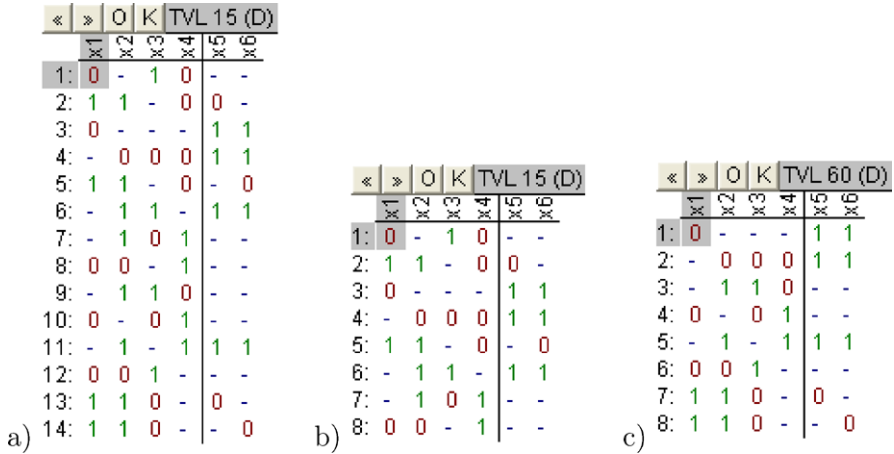 « » O K TVL 15 (D)
x1 x2 x3 x4 x5 x6
1: 0 - 1 0 - -
2: 1 1 - 0 0 -
3: 0 - - - 1 1
4: - 0 0 0 1 1
5: 1 1 - 0 - 0
6: - 1 1 - 1 1
7: - 1 0 1 - -
8: 0 0 - 1 - -
9: - 1 1 0 - -
10: 0 - 0 1 - -
11: - 1 - 1 1 1
12: 0 0 1 - - -
13: 1 1 0 - 0 -
a) 14: 1 1 0 - - 0
« » O K TVL 15 (D)
x1 x2 x3 x4 x5 x6
1: 0 - 1 0 - -
2: 1 1 - 0 0 -
3: 0 - - - 1 1
4: - 0 0 0 1 1
5: 1 1 - 0 - 0
6: - 1 1 - 1 1
7: - 1 0 1 - -
b) 8: 0 0 - 1 - -
« » O K TVL 60 (D)
x1 x2 x3 x4 x5 x6
1: 0 - - - 1 1
2: - 0 0 0 1 1
3: - 1 1 0 - -
4: 0 - 0 1 - -
5: - 1 - 1 1 1
6: 0 0 1 - - -
7: 1 1 0 - 0 -
c) 8: 1 1 0 - - 0